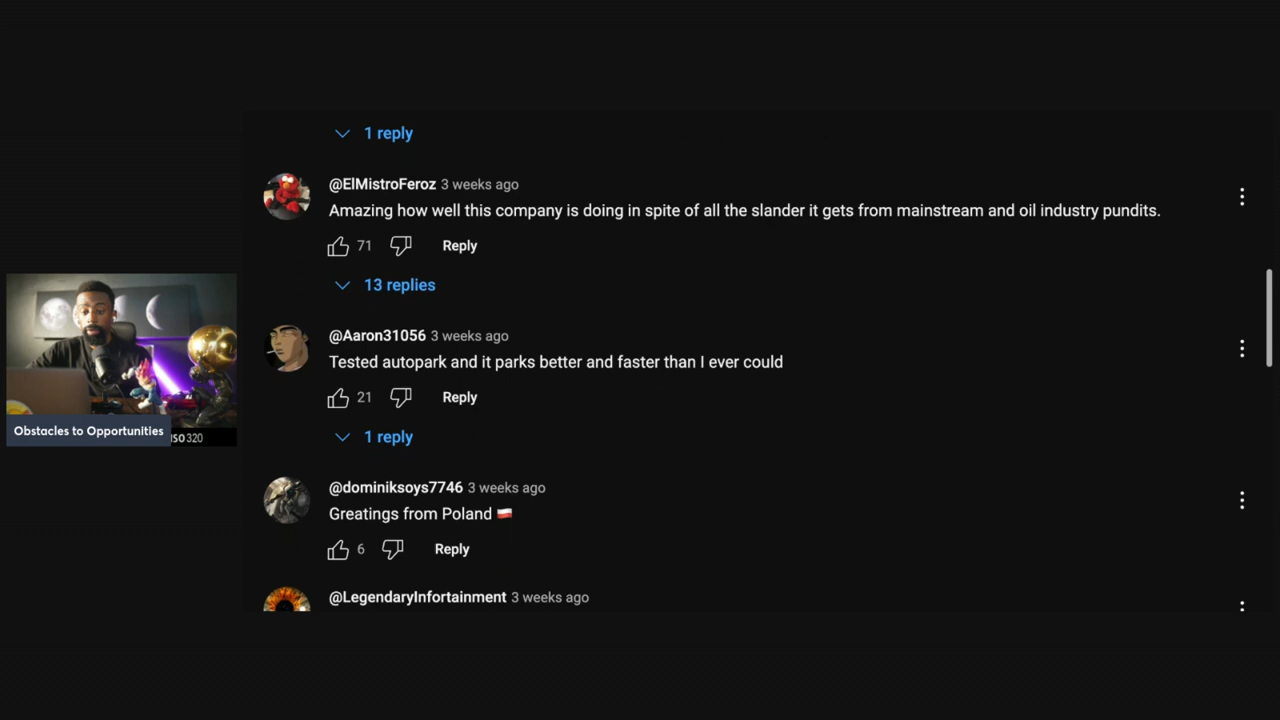 1 reply
@ElMistroFeroz 3 weeks ago
Amazing how well this company is doing in spite of all the slander it gets from mainstream and oil industry pundits.
71 Reply
13 replies
@Aaron31056 3 weeks ago
Tested autopark and it parks better and faster than I ever could
21 Reply
Obstacles to Opportunities
ISO 320
1 reply
@dominiksoys7746 3 weeks ago
Greatings from Poland 🇵🇱
6 Reply
@LegendaryInfortainment 3 weeks ago